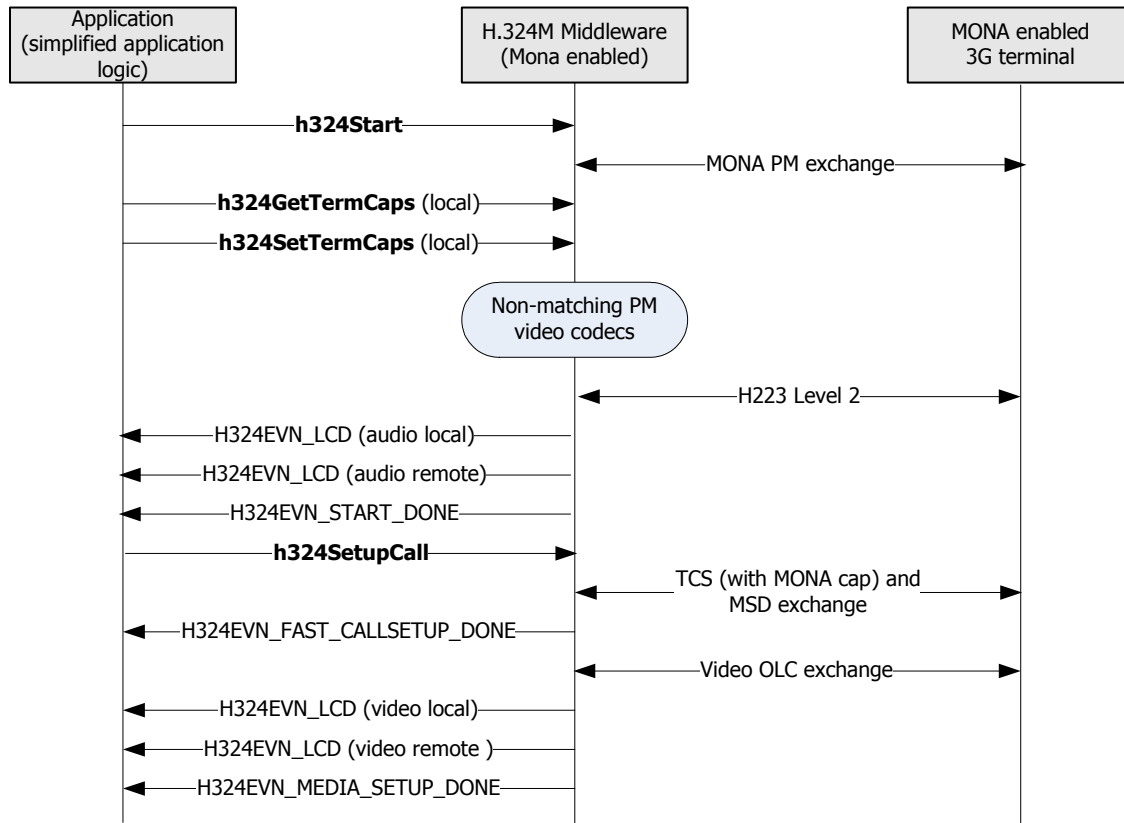 Application
(simplified application
logic)
H.324M Middleware
(Mona enabled)
MONA enabled
3G terminal
h324Start
MONA PM exchange
h324GetTermCaps (local)
h324SetTermCaps (local)
Non-matching PM
video codecs
H223 Level 2
H324EVN_LCD (audio local)
H324EVN_LCD (audio remote)
H324EVN_START_DONE
h324SetupCall
TCS (with MONA cap) and
MSD exchange
H324EVN_FAST_CALLSETUP_DONE
Video OLC exchange
H324EVN_LCD (video local)
H324EVN_LCD (video remote )
H324EVN_MEDIA_SETUP_DONE